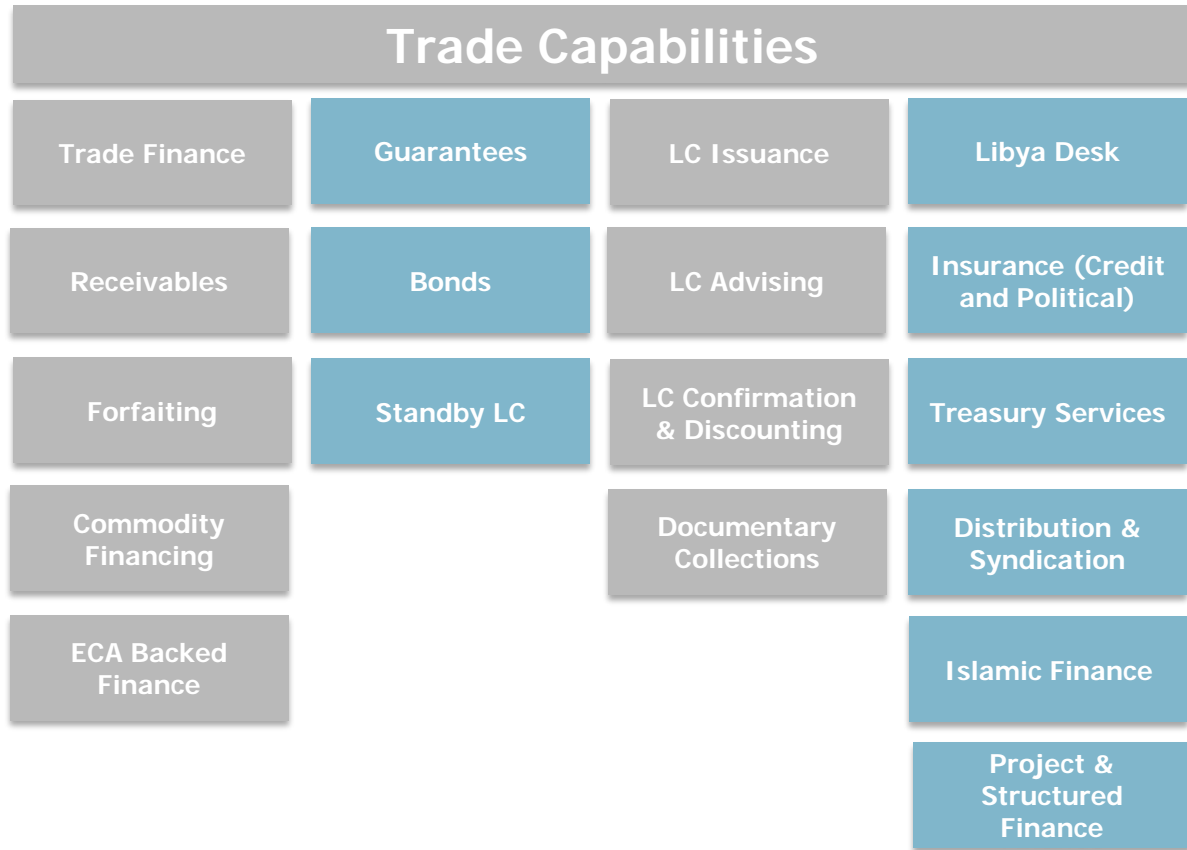 Trade Capabilities
Trade Finance
Guarantees
LC Issuance
Libya Desk
Receivables
Bonds
LC Advising
Insurance (Credit
and Political)
Forfaiting
Standby LC
LC Confirmation
& Discounting
Treasury Services
Commodity
Financing
Documentary
Collections
Distribution &
Syndication
ECA Backed
Finance
Islamic Finance
Project &
Structured
Finance